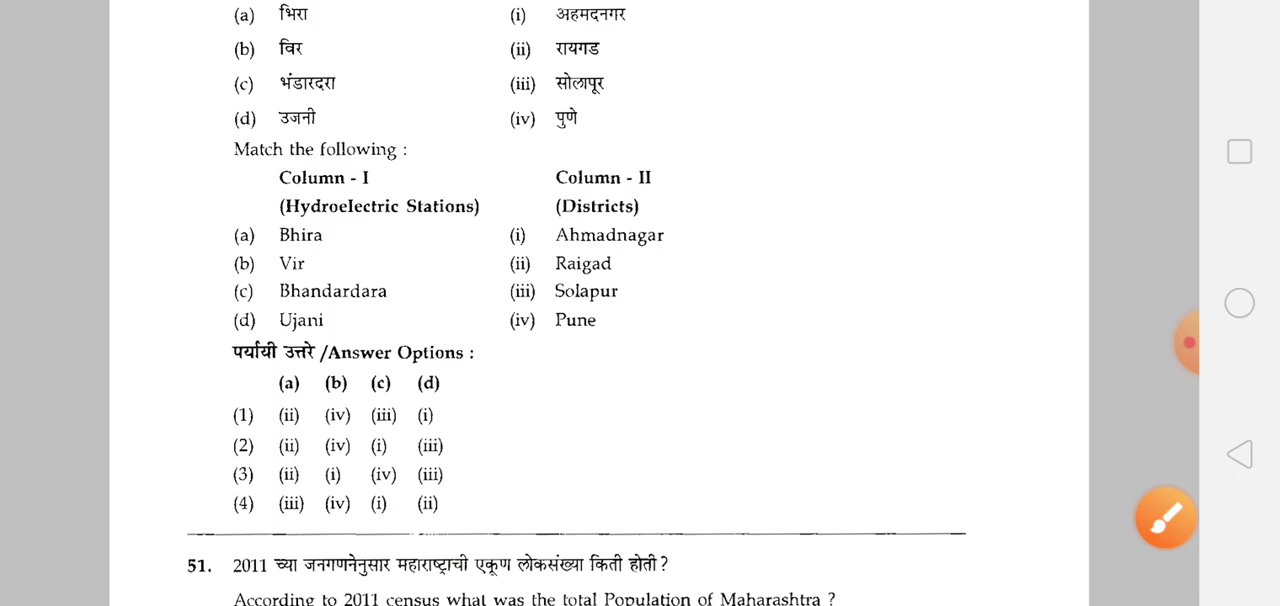 (a) भिरा (i) अहमदनगर
(b) विर (ii) रायगड
(c) भंडारदरा (iii) सोलापूर
(d) उजनी (iv) पुणे
Match the following :
Column - I Column - II
(Hydroelectric Stations) (Districts)
(a) Bhira (i) Ahmadnagar
(b) Vir (ii) Raigad
(c) Bhandardara (iii) Solapur
(d) Ujani (iv) Pune
पर्यायी उत्तरे /Answer Options :
(a) (b) (c) (d)
(1) (ii) (iv) (iii) (i)
(2) (ii) (iv) (i) (iii)
(3) (ii) (i) (iv) (iii)
(4) (iii) (iv) (i) (ii)
51. 2011 च्या जनगणनेनुसार महाराष्ट्राची एकूण लोकसंख्या किती होती ?
According to 2011 census what was the total Population of Maharashtra ?